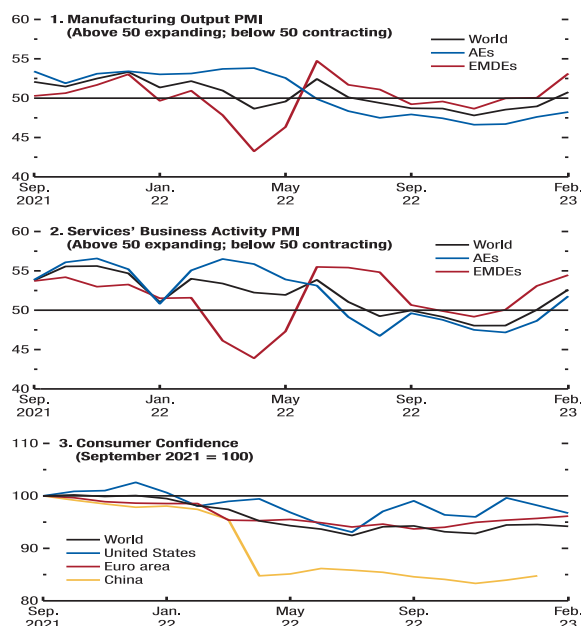 1. Manufacturing Output PMI
(Above 50 expanding; below 50 contracting)
World
AEs
EMDEs
60
55
50
45
40
Sep.
2021
Jan.
22
May
22
Sep.
22
Feb.
23
2. Services’ Business Activity PMI
(Above 50 expanding; below 50 contracting)
World
AEs
EMDEs
60
55
50
45
40
Sep.
2021
Jan.
22
May
22
Sep.
22
Feb.
23
3. Consumer Confidence
(September 2021 = 100)
110
100
90
85
80
World
United States
Euro area
China
Sep.
2021
Jan.
22
May
22
Sep.
22
Feb.
23